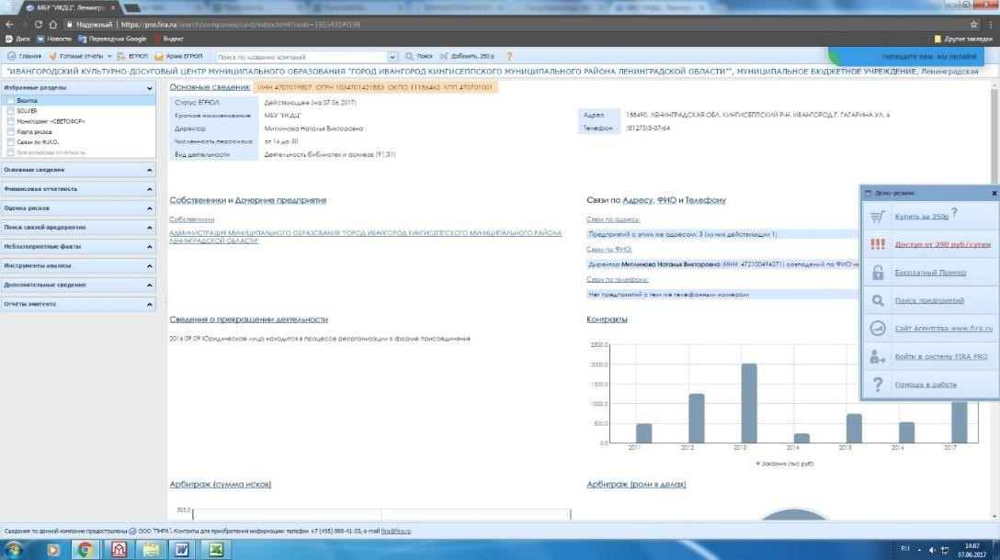 МБУ "ИКДЦ", Ленингра
Надежный | https://pro.fira.ru/search/companies/card/index.html?code=1915431#1198
Диск Новости Переводчик Google Яндекс Другие закладки
Главная Готовые отчеты ЕГРЮЛ Архив ЕГРЮЛ Поиск по названию компаний Поиск Добавить, 250 р ? Напишите нам, мы онлайн!
"ИВАНГОРОДСКИЙ КУЛЬТУРНО-ДОСУГОВЫЙ ЦЕНТР МУНИЦИПАЛЬНОГО ОБРАЗОВАНИЯ "ГОРОД ИВАНГОРОД КИНГИСЕППСКОГО МУНИЦИПАЛЬНОГО РАЙОНА ЛЕНИНГРАДСКОЙ ОБЛАСТИ"", МУНИЦИПАЛЬНОЕ БЮДЖЕТНОЕ УЧРЕЖДЕНИЕ, Ленинградская
Избранные разделы
Визитка
SOLVER
Мониторинг «СВЕТОФОР»
Карта рисков
Связи по Ф.И.О.
Бухгалтерская отчётность
Основные сведения
Финансовая отчетность
Оценка рисков
Поиск связей предприятия
Неблагоприятные факты
Инструменты анализа
Дополнительные сведения
Отчёты эмитента
Основные сведения: ИНН 4707019807 ОГРН 1034701421883 ОКПО 11186462 КПП 470701001
Статус ЕГРЮЛ Действующее (на 07.06.2017)
Краткое наименование МБУ "ИКДЦ"
Директор Митлинова Наталья Викторовна
Численность персонала от 16 до 30
Вид деятельности Деятельность библиотек и архивов (91.01)
Адрес 188490, ЛЕНИНГРАДСКАЯ ОБЛ, КИНГИСЕППСКИЙ Р-Н, ИВАНГОРОД Г, ГАГАРИНА УЛ, 6
Телефон (81275)5-37-64
Собственники и Дочерние предприятия
Собственники
АДМИНИСТРАЦИЯ МУНИЦИПАЛЬНОГО ОБРАЗОВАНИЯ "ГОРОД ИВАНГОРОД КИНГИСЕППСКОГО МУНИЦИПАЛЬНОГО РАЙОНА
ЛЕНИНГРАДСКОЙ ОБЛАСТИ"
Связи по Адресу, ФИО и Телефону
Связи по адресу:
Предприятий с этим же адресом: 3 (из них действующих 1)
Связи по ФИО:
Директор Митлинова Наталья Викторовна (ИНН: 472100494271) совпадений по ФИО не
Связи по телефону:
Нет предприятий с тем же телефонным номером
Демо-режим
Купить за 250р ?
Доступ от 290 руб/сутки
Бесплатный Пример
Поиск предприятий
Сайт Агентства www.fira.ru
Войти в систему FIRA PRO
Помощь в работе
Сведения о прекращении деятельности
2016.09.09 Юридическое лицо находится в процессе реорганизации в форме присоединения
Контракты
2500.0
2000.0
1500.0
1000.0
500.0
0.0
2011 2012 2013 2014 2015 2016 2017
Заказчик (тыс руб)
Арбитраж (сумма исков)
305.0
Арбитраж (роли в делах)
Сведения по данной компании предоставлены ООО "ПНРА". Контакты для приобретения информации: телефон +7 (495) 988-41-33, e-mail fira@fira.ru
RU 14:07
07.06.2017